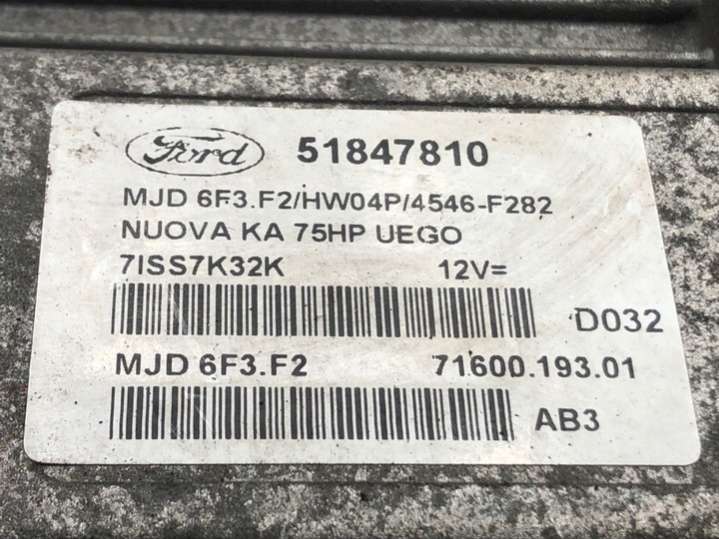 Ford 51847810
MJD 6F3.F2/HW04P/4546-F282
NUOVA KA 75HP UEGO
7ISS7K32K 12V=
D032
MJD 6F3.F2 71600.193.01
AB3